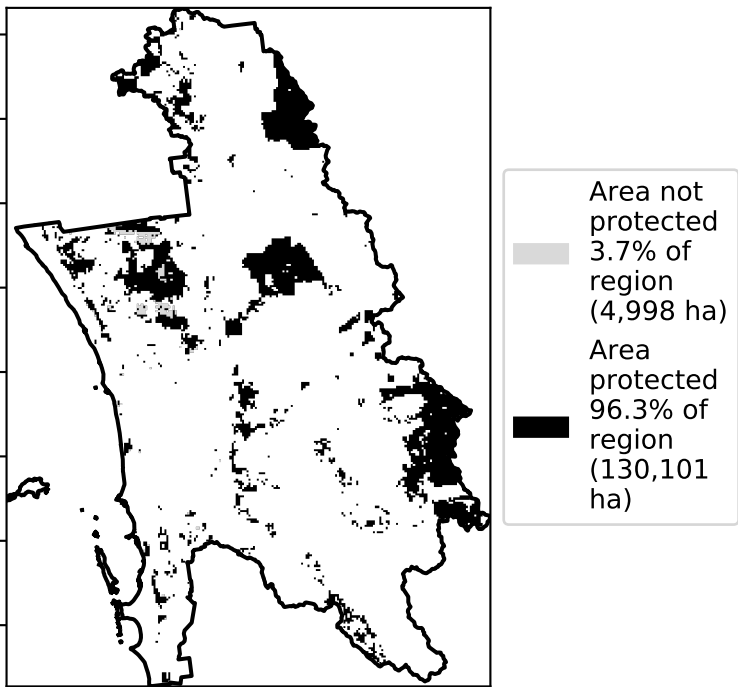 Area not
protected
3.7% of
region
(4,998 ha)
Area
protected
96.3% of
region
(130,101
ha)